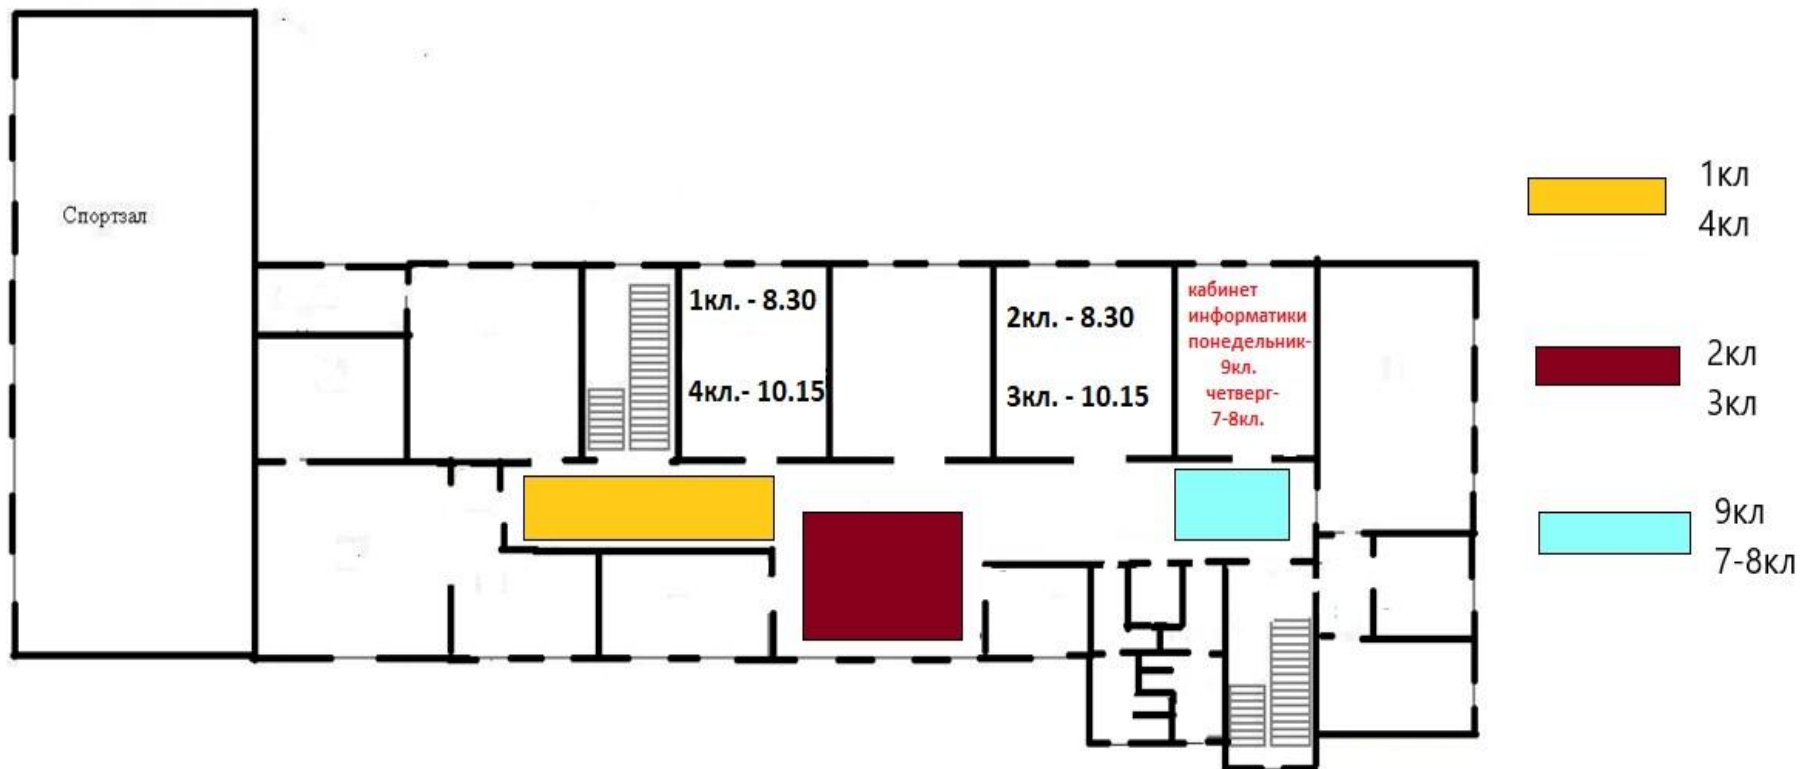 Спортзал
1кл. - 8.30
4кл.- 10.15
2кл. - 8.30
3кл. - 10.15
кабинет
информатики
понедельник-
9кл.
четверг-
7-8кл.
1кл
4кл
2кл
3кл
9кл
7-8кл